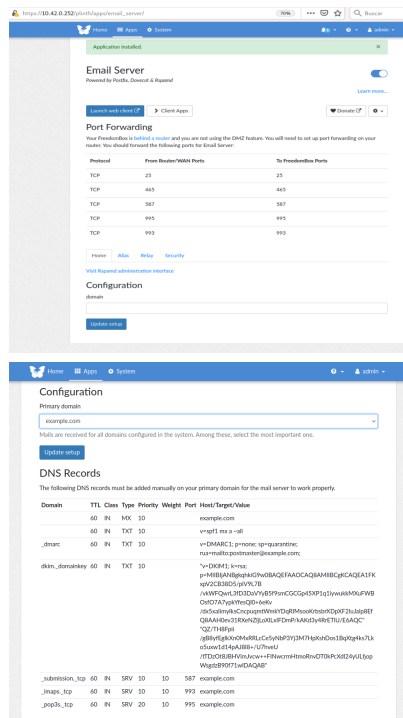 https://10.42.0.252/plinth/apps/email_server/
70%
Buscar
Home Apps System
admin
Application installed. ×
Email Server
Powered by Postfix, Dovecot & Rspamd
Learn more...
Launch web client
Client Apps
Donate
Port Forwarding
Your FreedomBox is behind a router and you are not using the DMZ feature. You will need to set up port forwarding on your
router. You should forward the following ports for Email Server:
Protocol From Router/WAN Ports To FreedomBox Ports
TCP 25 25
TCP 465 465
TCP 587 587
TCP 995 995
TCP 993 993
Home Alias Relay Security
Visit Rspamd administration interface
Configuration
domain
Update setup
Home Apps System
admin
Configuration
Primary domain
example.com
Mails are received for all domains configured in the system. Among these, select the most important one.
Update setup
DNS Records
The following DNS records must be added manually on your primary domain for the mail server to work properly.
Domain TTL Class Type Priority Weight Port Host/Target/Value
60 IN MX 10 example.com
60 IN TXT 10 v=spf1 mx a ~all
_dmarc 60 IN TXT 10 v=DMARC1; p=none; sp=quarantine;
rua=mailto:postmaster@example.com;
dkim._domainkey 60 IN TXT 10 "v=DKIM1; k=rsa;
_submission._tcp 60 IN SRV 10 10 587 example.com
_imaps._tcp 60 IN SRV 10 10 993 example.com
_pop3s._tcp 60 IN SRV 20 10 995 example.com